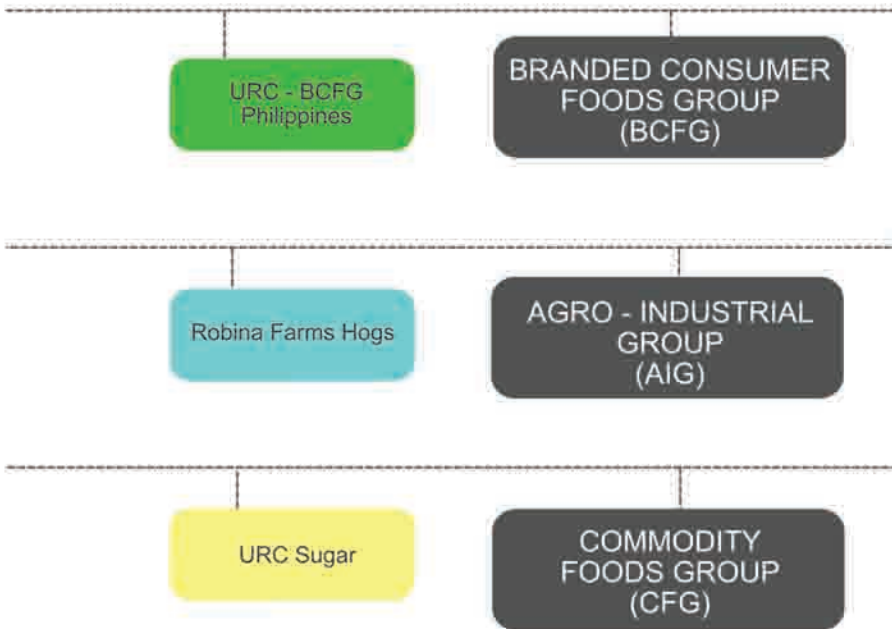 URC - BCFG
Philippines
BRANDED CONSUMER
FOODS GROUP
(BCFG)
Robina Farms Hogs
AGRO - INDUSTRIAL
GROUP
(AIG)
URC Sugar
COMMODITY
FOODS GROUP
(CFG)